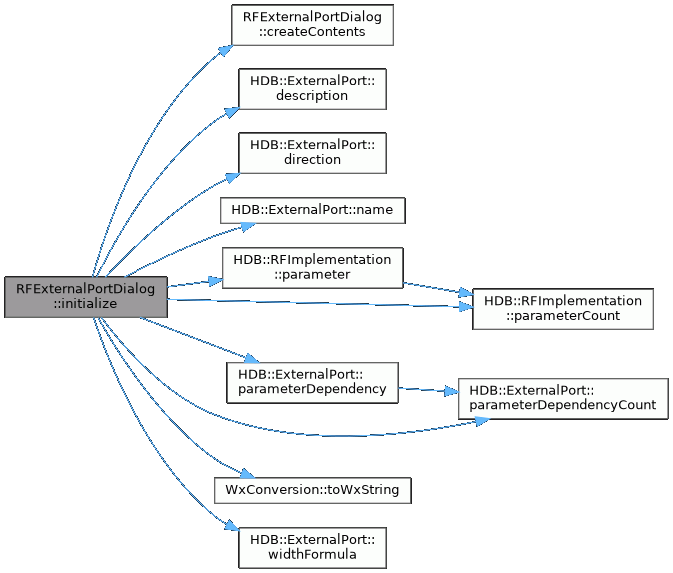 RFExternalPortDialog
::createContents
HDB::ExternalPort::
description
HDB::ExternalPort::
direction
HDB::ExternalPort::name
HDB::RFImplementation
::parameter
RFExternalPortDialog
::initialize
HDB::RFImplementation
::parameterCount
HDB::ExternalPort::
parameterDependency
HDB::ExternalPort::
parameterDependencyCount
WxConversion::toWxString
HDB::ExternalPort::
widthFormula